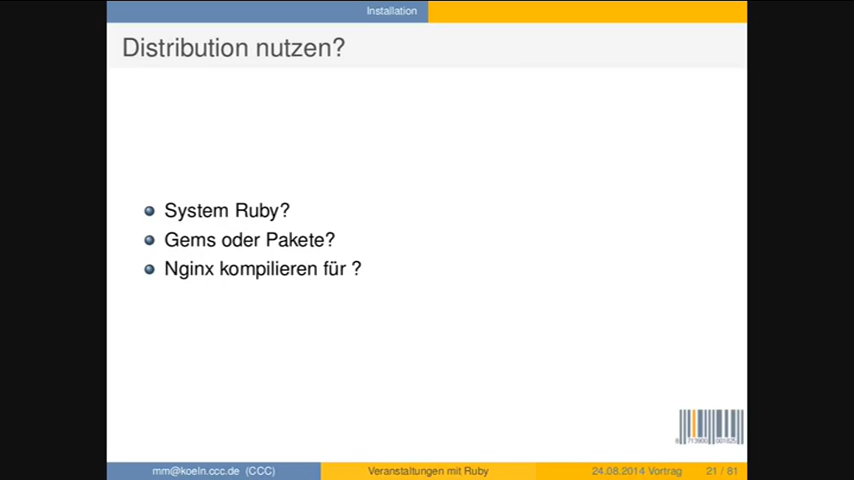 Installation
Distribution nutzen?
System Ruby?
Gems oder Pakete?
Nginx kompilieren für ?
mm@koeln.ccc.de (CCC)
Veranstaltungen mit Ruby
24.08.2014 Vortrag
21 / 81